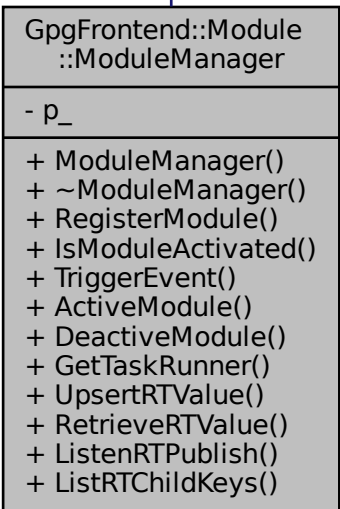 GpgFrontend::Module
::ModuleManager
- p_
+ ModuleManager()
+ ~ModuleManager()
+ RegisterModule()
+ IsModuleActivated()
+ TriggerEvent()
+ ActiveModule()
+ DeactiveModule()
+ GetTaskRunner()
+ UpsertRTValue()
+ RetrieveRTValue()
+ ListenRTPublish()
+ ListRTChildKeys()